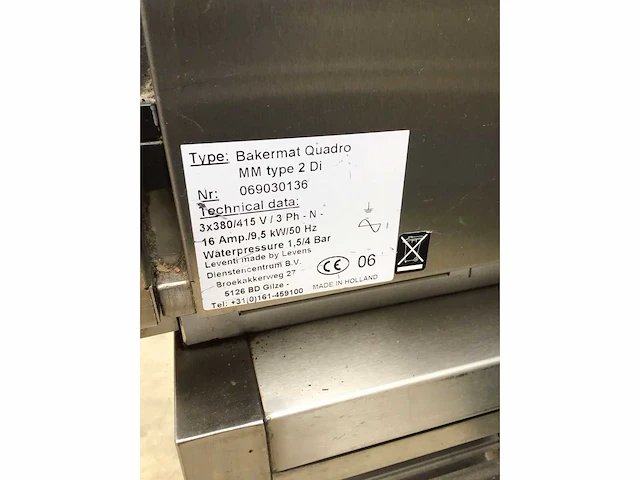 Type: Bakermat Quadro
MM type 2 Di
Nr: 069030136
Technical data:
3x380/415 V / 3 Ph - N -
16 Amp./9,5 kW/50 Hz
Waterpressure 1,5/4 Bar
Leventi made by Levens
Dienstencentrum B.V.
Broekakkerweg 27
5126 BD Gilze -
Tel: +31(0)161-459100
CE 06
MADE IN HOLLAND